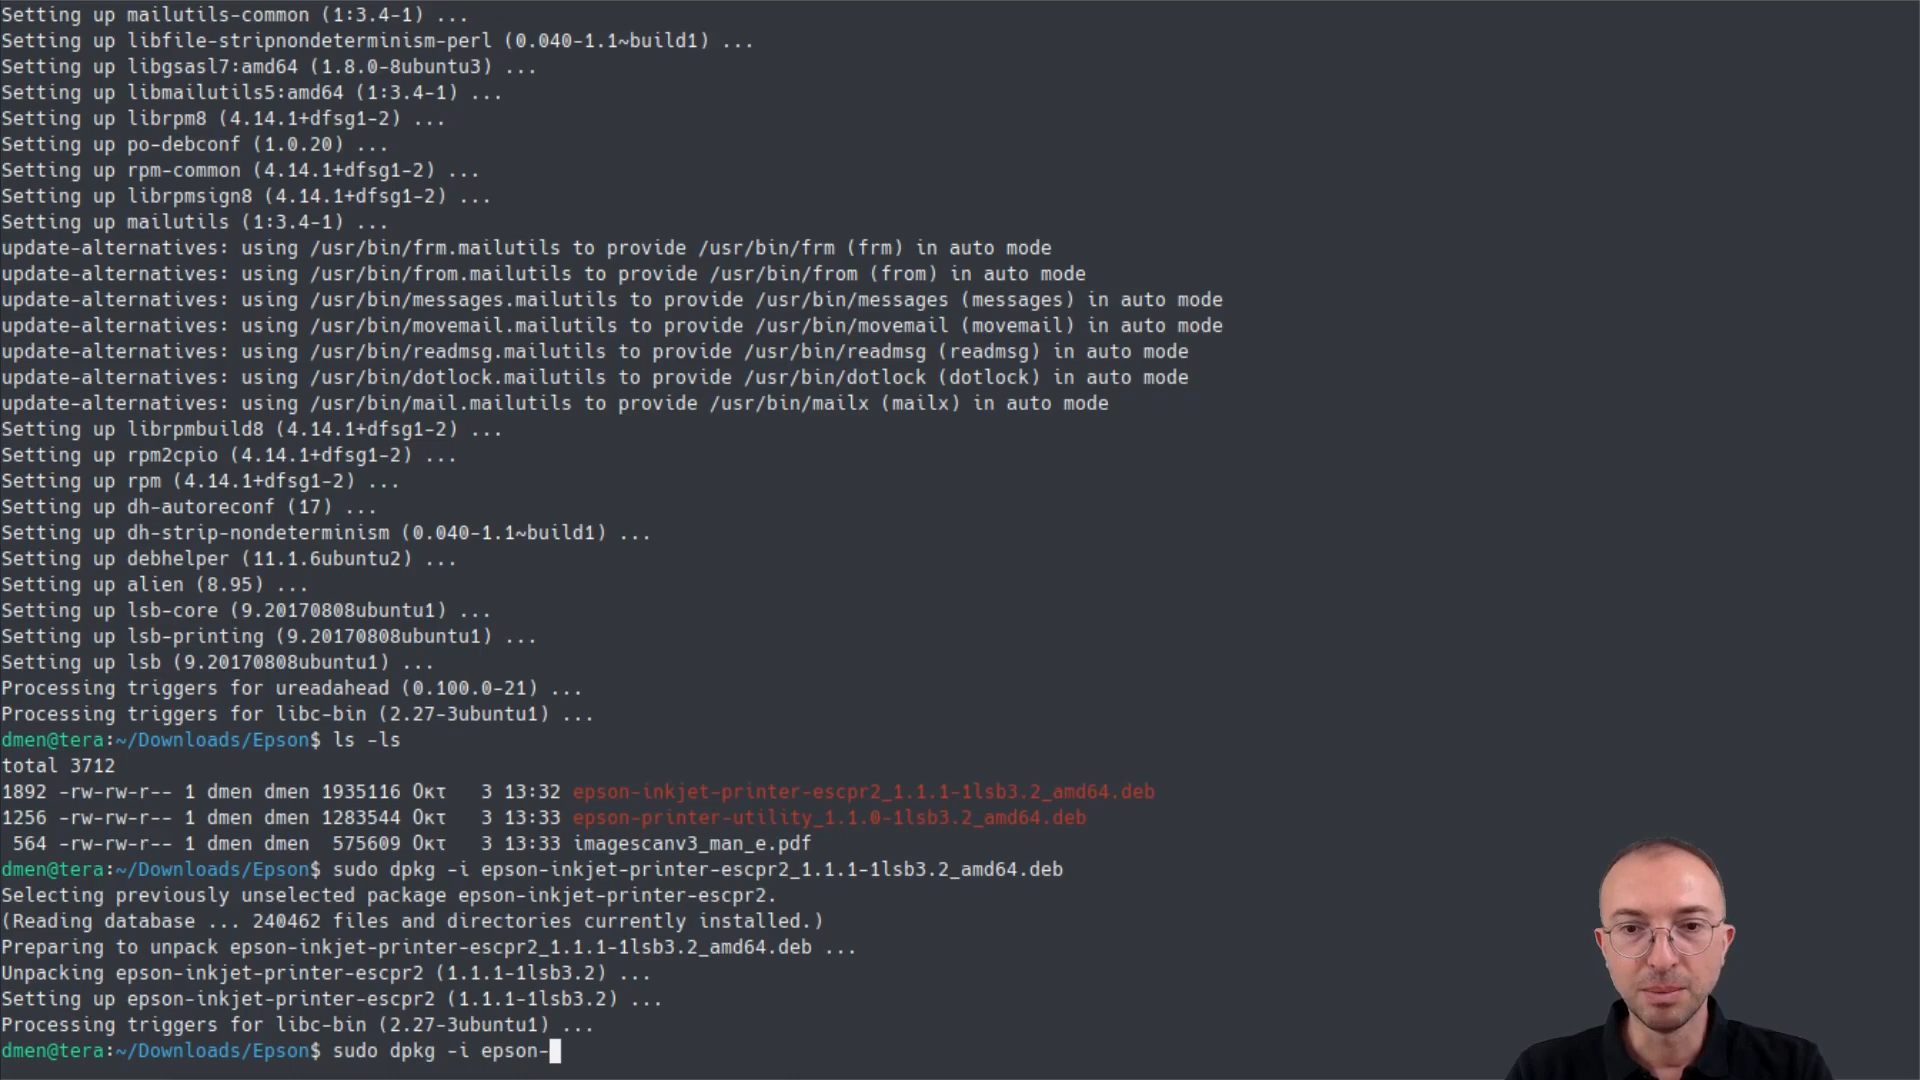 Setting up mailutils-common (1:3.4-1) ...
Setting up libfile-stripnondeterminism-perl (0.040-1.1~build1) ...
Setting up libgsasl7:amd64 (1.8.0-8ubuntu3) ...
Setting up libmailutils5:amd64 (1:3.4-1) ...
Setting up librpm8 (4.14.1+dfsg1-2) ...
Setting up po-debconf (1.0.20) ...
Setting up rpm-common (4.14.1+dfsg1-2) ...
Setting up librpmsign8 (4.14.1+dfsg1-2) ...
Setting up mailutils (1:3.4-1) ...
update-alternatives: using /usr/bin/frm.mailutils to provide /usr/bin/frm (frm) in auto mode
update-alternatives: using /usr/bin/from.mailutils to provide /usr/bin/from (from) in auto mode
update-alternatives: using /usr/bin/messages.mailutils to provide /usr/bin/messages (messages) in auto mode
update-alternatives: using /usr/bin/movemail.mailutils to provide /usr/bin/movemail (movemail) in auto mode
update-alternatives: using /usr/bin/readmsg.mailutils to provide /usr/bin/readmsg (readmsg) in auto mode
update-alternatives: using /usr/bin/dotlock.mailutils to provide /usr/bin/dotlock (dotlock) in auto mode
update-alternatives: using /usr/bin/mail.mailutils to provide /usr/bin/mailx (mailx) in auto mode
Setting up librpmbuild8 (4.14.1+dfsg1-2) ...
Setting up rpm2cpio (4.14.1+dfsg1-2) ...
Setting up rpm (4.14.1+dfsg1-2) ...
Setting up dh-autoreconf (17) ...
Setting up dh-strip-nondeterminism (0.040-1.1~build1) ...
Setting up debhelper (11.1.6ubuntu2) ...
Setting up alien (8.95) ...
Setting up lsb-core (9.20170808ubuntu1) ...
Setting up lsb-printing (9.20170808ubuntu1) ...
Setting up lsb (9.20170808ubuntu1) ...
Processing triggers for ureadahead (0.100.0-21) ...
Processing triggers for libc-bin (2.27-3ubuntu1) ...
dmen@tera:~/Downloads/Epson$ ls -ls
total 3712
1892 -rw-rw-r-- 1 dmen dmen 1935116 Οκτ   3 13:32 epson-inkjet-printer-escpr2_1.1.1-1lsb3.2_amd64.deb
1256 -rw-rw-r-- 1 dmen dmen 1283544 Οκτ   3 13:33 epson-printer-utility_1.1.0-1lsb3.2_amd64.deb
564 -rw-rw-r-- 1 dmen dmen  575609 Οκτ   3 13:33 imagescanv3_man_e.pdf
dmen@tera:~/Downloads/Epson$ sudo dpkg -i epson-inkjet-printer-escpr2_1.1.1-1lsb3.2_amd64.deb
Selecting previously unselected package epson-inkjet-printer-escpr2.
(Reading database ... 240462 files and directories currently installed.)
Preparing to unpack epson-inkjet-printer-escpr2_1.1.1-1lsb3.2_amd64.deb ...
Unpacking epson-inkjet-printer-escpr2 (1.1.1-1lsb3.2) ...
Setting up epson-inkjet-printer-escpr2 (1.1.1-1lsb3.2) ...
Processing triggers for libc-bin (2.27-3ubuntu1) ...
dmen@tera:~/Downloads/Epson$ sudo dpkg -i epson-